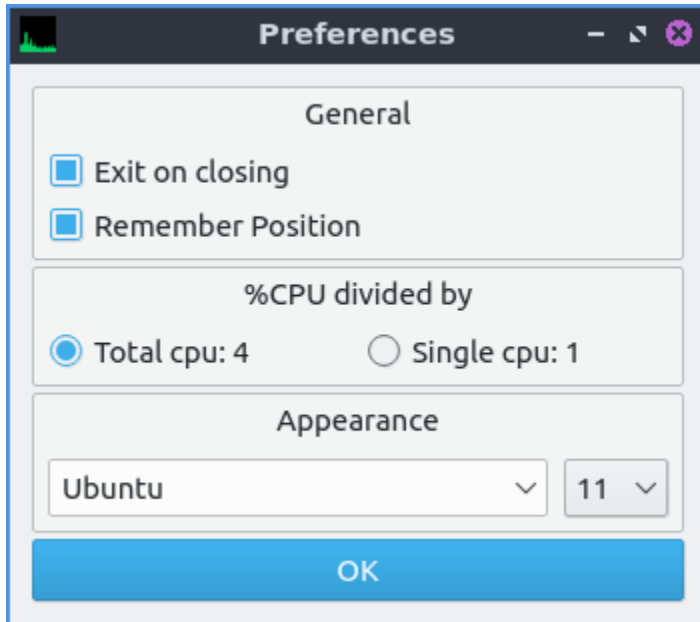 Preferences
General
Exit on closing
Remember Position
%CPU divided by
Total cpu: 4 Single cpu: 1
Appearance
Ubuntu 11
OK